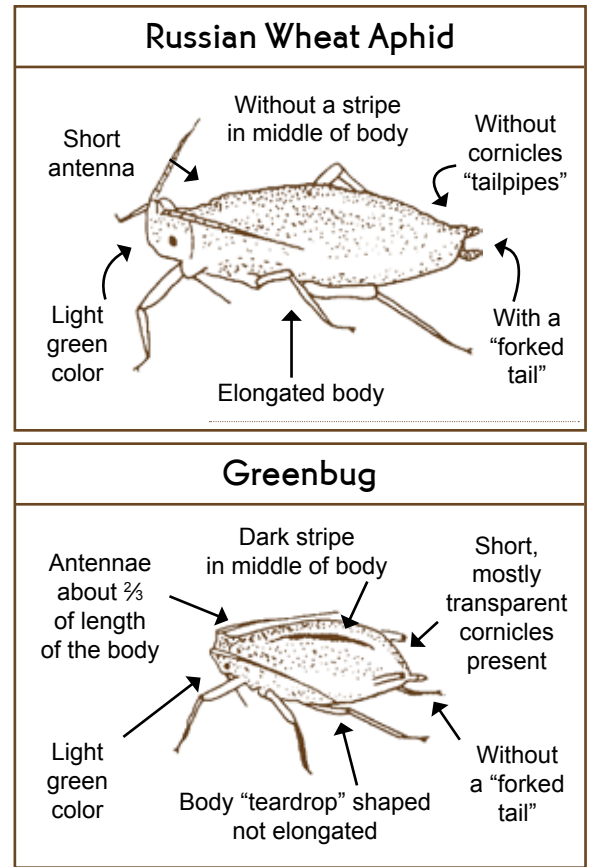 Russian Wheat Aphid
Without a stripe
in middle of body
Short
antenna
Without
cornicles
“tailpipes”
Light
green
color
Elongated body
With a
“forked
tail”
Greenbug
Antennae
about ⅔
of length
of the body
Dark stripe
in middle of body
Short,
mostly
transparent
cornicles
present
Light
green
color
Body “teardrop” shaped
not elongated
Without
a “forked
tail”